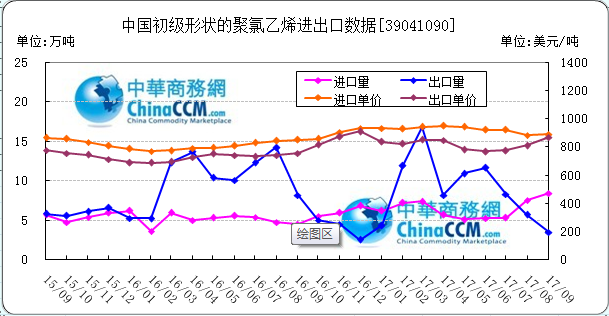 中国初级形状的聚氯乙烯进出口数据[39041090]
单位:万吨
单位:美元/吨
进口量
出口量
进口单价
出口单价
中華商務網
ChinaCCM.com
China Commodity Marketplace
中華商務網
ChinaCCM.com
China Commodity Marketplace
绘图区
25
20
15
10
5
0
1400
1200
1000
800
600
400
200
0
15/09
15/10
15/11
15/12
16/01
16/02
16/03
16/04
16/05
16/06
16/07
16/08
16/09
16/10
16/11
16/12
17/01
17/02
17/03
17/04
17/05
17/06
17/07
17/08
17/09